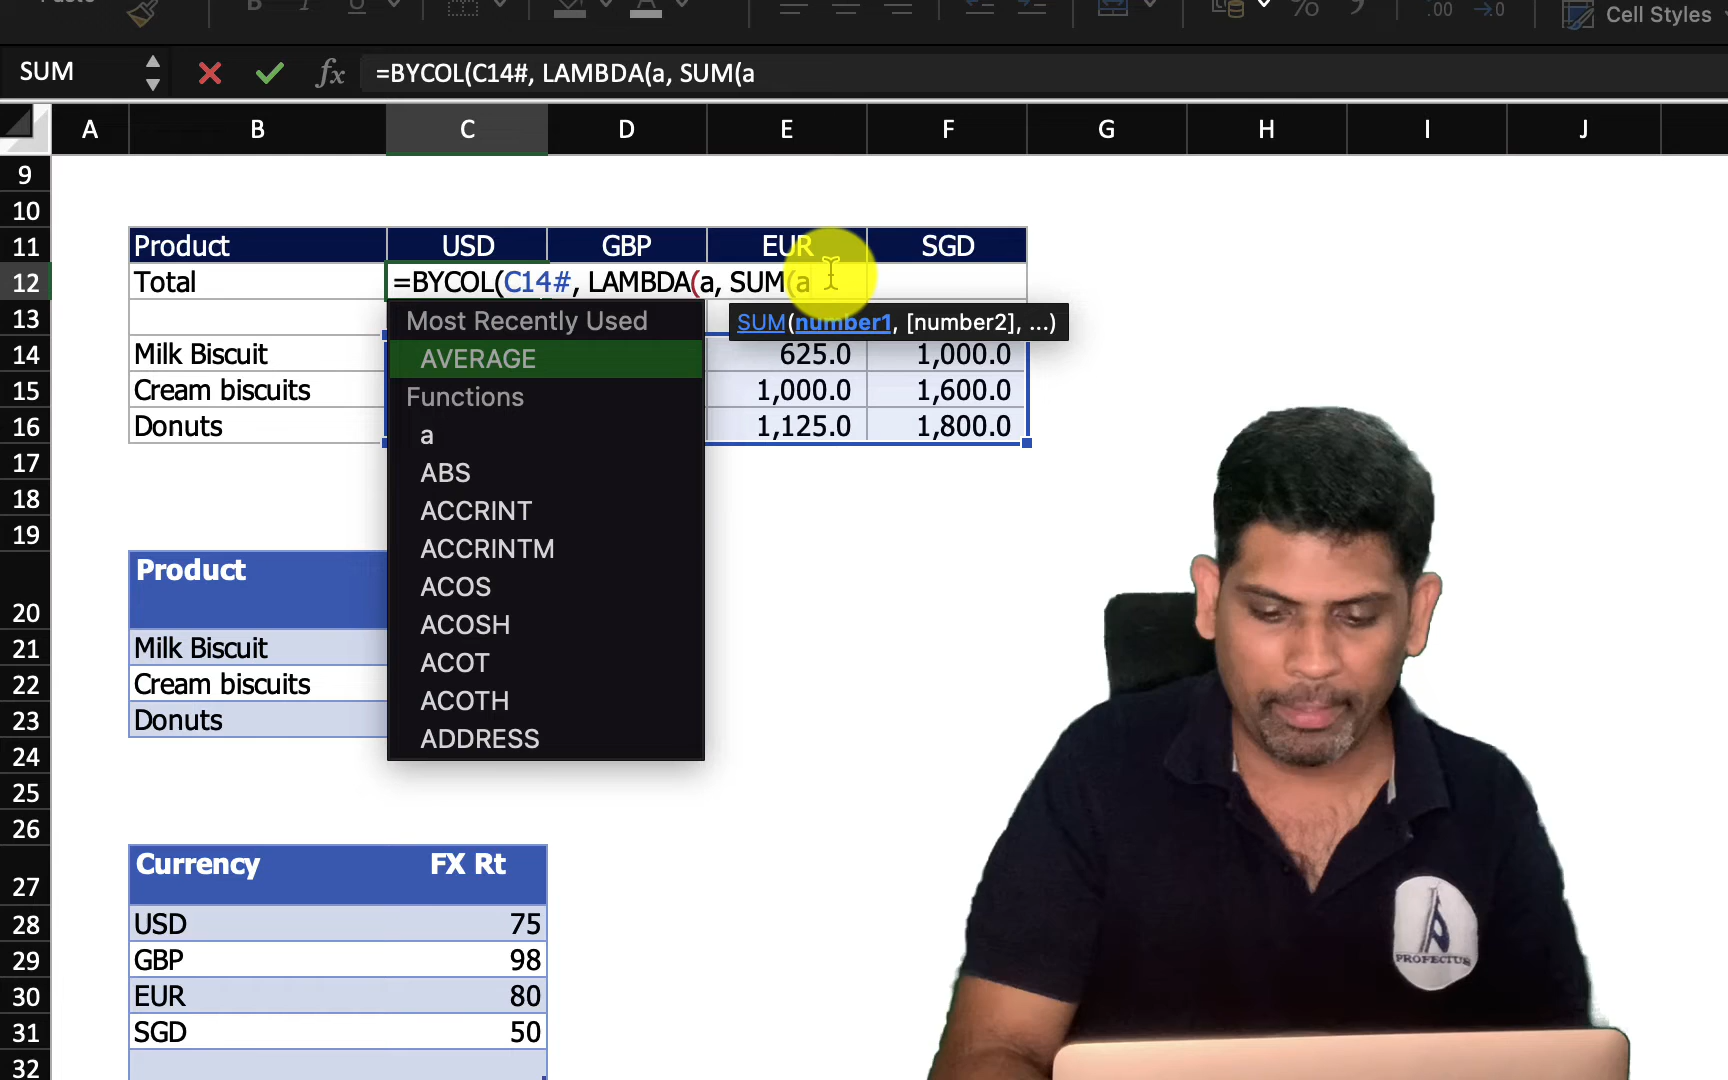 Cell Styles
SUM fx =BYCOL(C14#, LAMBDA(a, SUM(a
A B C D E F G H I J
9
10
11 Product USD GBP EUR SGD
12 Total =BYCOL(C14#, LAMBDA(a, SUM(a
13 Most Recently Used SUM(number1, [number2], ...)
14 Milk Biscuit AVERAGE 625.0 1,000.0
15 Cream biscuits Functions 1,000.0 1,600.0
16 Donuts a 1,125.0 1,800.0
17 ABS
18 ACCRINT
19 ACCRINTM
Product ACOS
20 ACOSH
21 Milk Biscuit ACOT
22 Cream biscuits ACOTH
23 Donuts ADDRESS
24
25
26
27 Currency FX Rt
28 USD 75
29 GBP 98
30 EUR 80
31 SGD 50
32
PROFECTUS